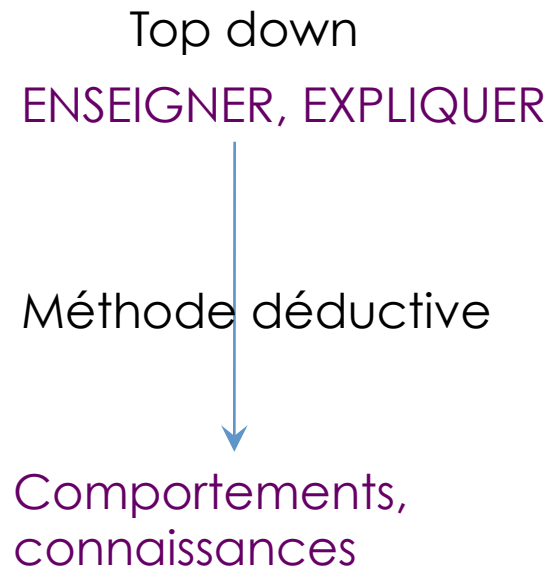 Top down
ENSEIGNER, EXPLIQUER
Méthode déductive
Comportements,
connaissances